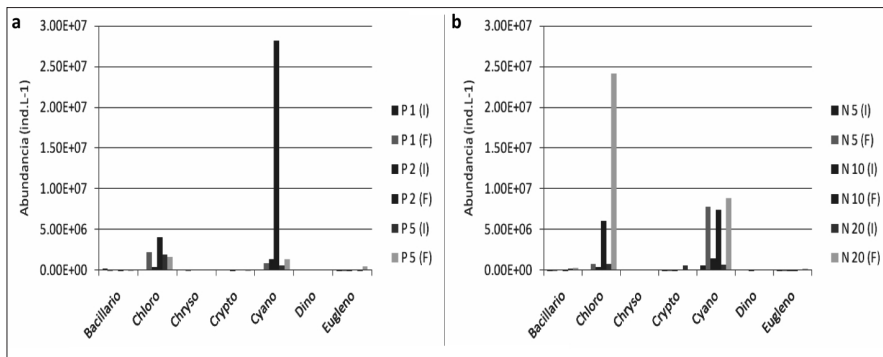 a
Abundancia (ind.L-1)
3.00E+07
2.50E+07
2.00E+07
1.50E+07
1.00E+07
5.00E+06
0.00E+00
Bacillario
Chloro
Chryso
Crypto
Cyano
Dino
Eugleno
P 1 (I)
P 1 (F)
P 2 (I)
P 2 (F)
P 5 (I)
P 5 (F)
b
Abundancia (ind.L-1)
3.00E+07
2.50E+07
2.00E+07
1.50E+07
1.00E+07
5.00E+06
0.00E+00
Bacillario
Chloro
Chryso
Crypto
Cyano
Dino
Eugleno
N 5 (I)
N 5 (F)
N 10 (I)
N 10 (F)
N 20 (I)
N 20 (F)